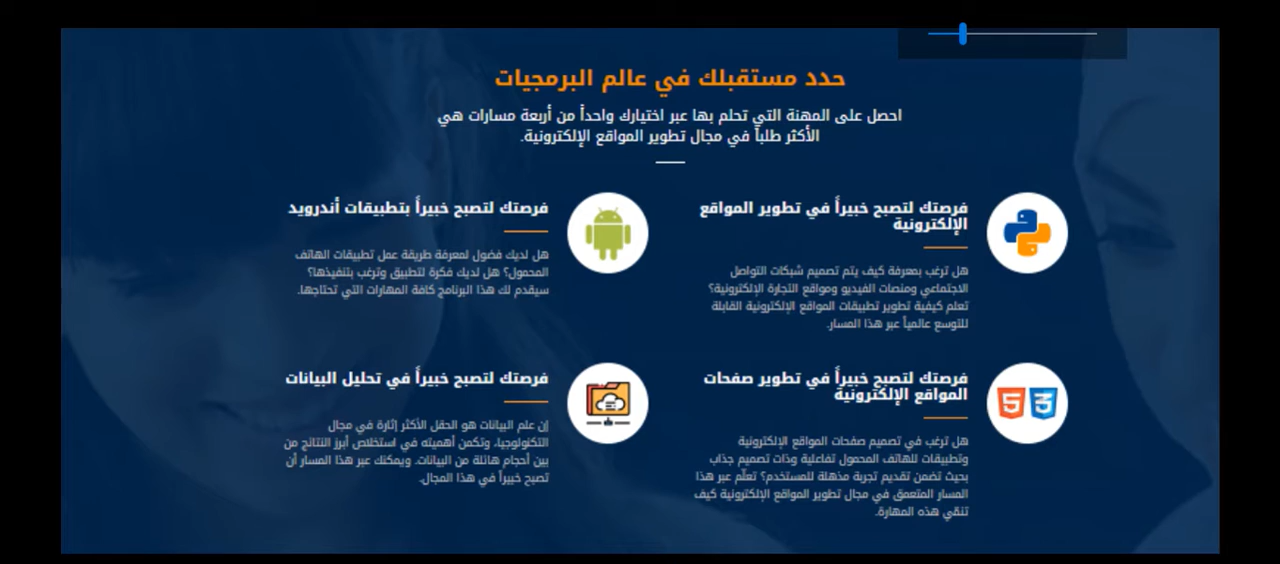 حدد مستقبلك في عالم البرمجيات
احصل على المهنة التي تحلم بها عبر اختيارك واحداً من أربعة مسارات هي
الأكثر طلباً في مجال تطوير المواقع الإلكترونية.
فرصتك لتصبح خبيراً في تطوير المواقع
الإلكترونية
هل ترغب بمعرفة كيف يتم تصميم شبكات التواصل
الاجتماعي ومنصات الفيديو ومواقع التجارة الإلكترونية؟
تعلم كيفية تطوير تطبيقات المواقع الإلكترونية القابلة
للتوسع عالمياً عبر هذا المسار.
فرصتك لتصبح خبيراً بتطبيقات أندرويد
هل لديك فضول لمعرفة طريقة عمل تطبيقات الهاتف
المحمول؟ هل لديك فكرة لتطبيق وترغب بتنفيذها؟
سيقدم لك هذا البرنامج كافة المهارات التي تحتاجها.
فرصتك لتصبح خبيراً في تطوير صفحات
المواقع الإلكترونية
هل ترغب في تصميم صفحات المواقع الإلكترونية
وتطبيقات للهاتف المحمول تفاعلية وذات تصميم جذاب
بحيث تضمن تقديم تجربة مذهلة للمستخدم؟ تعلّم عبر هذا
المسار المتعمق في مجال تطوير المواقع الإلكترونية كيف
تنقي هذه المهارة.
5 3
فرصتك لتصبح خبيراً في تحليل البيانات
إن علم البيانات هو الحقل الأكثر إثارة في مجال
التكنولوجيا، وتكمن أهميته في استخلاص أبرز النتائج من
بين أحجام هائلة من البيانات. ويمكنك عبر هذا المسار أن
تصبح خبيراً في هذا المجال.